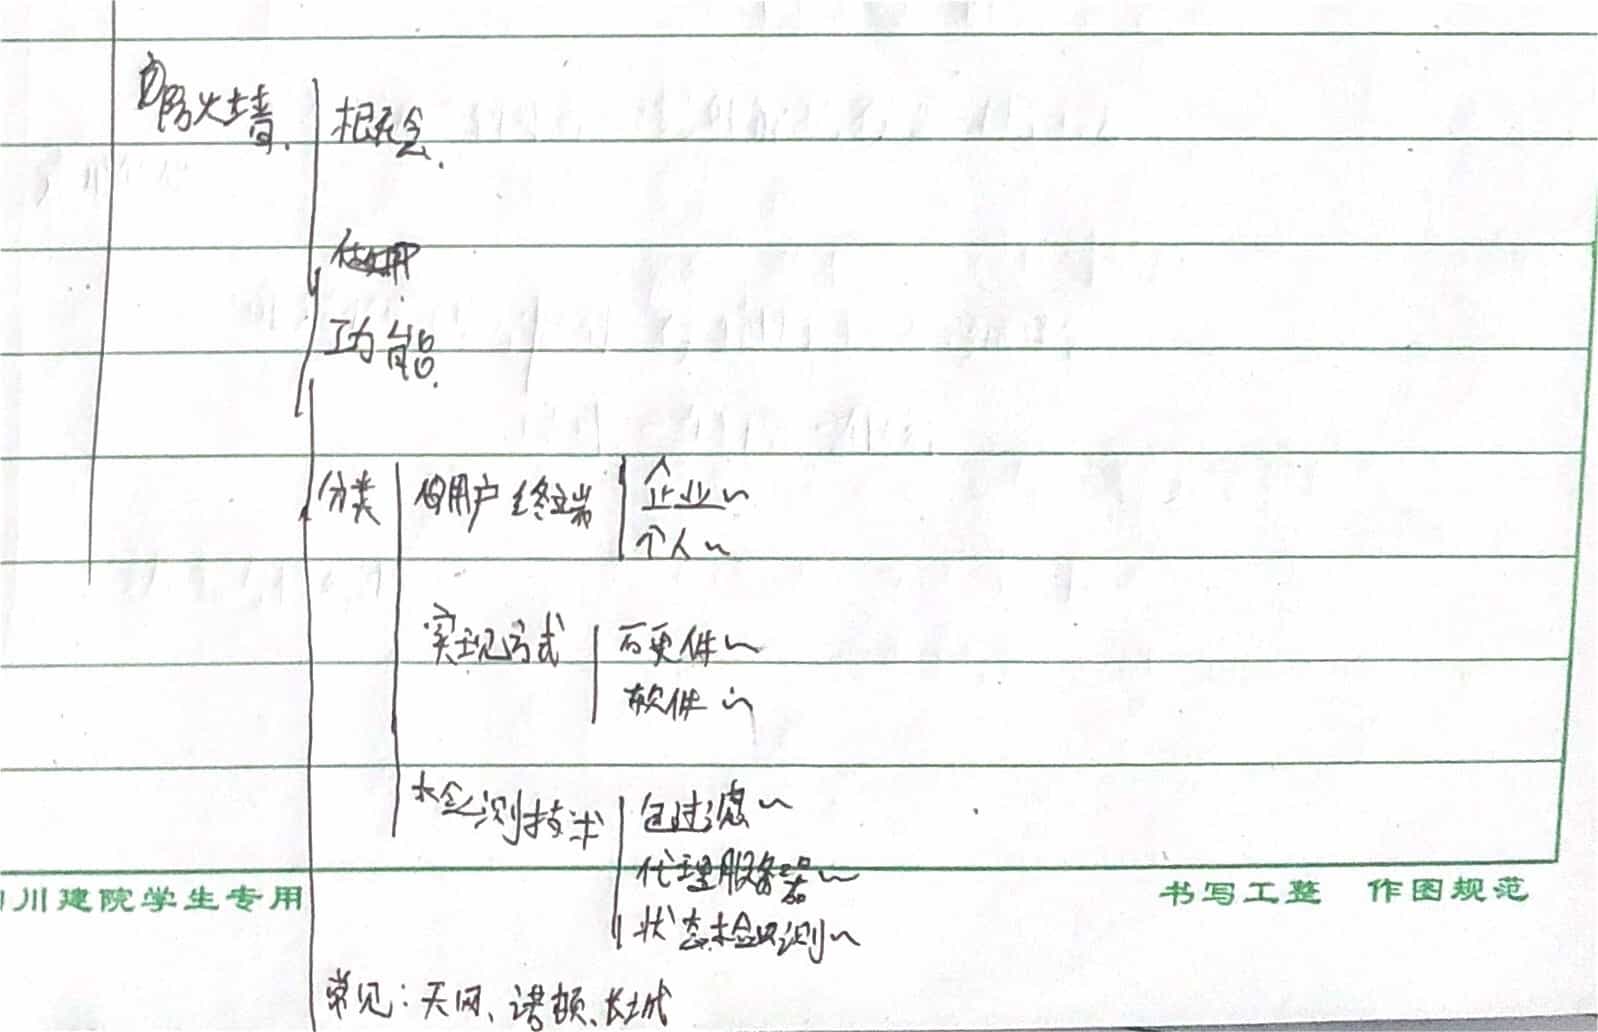 防火墙. 概念.
作用
功能.
分类 用户终端 企业~
个人~
实现方式 硬件~
软件~
检测技术 包过滤~
代理服务器~
川建院学生专用 书写工整 作图规范
状态检测~
常见：天网、诺顿、长城